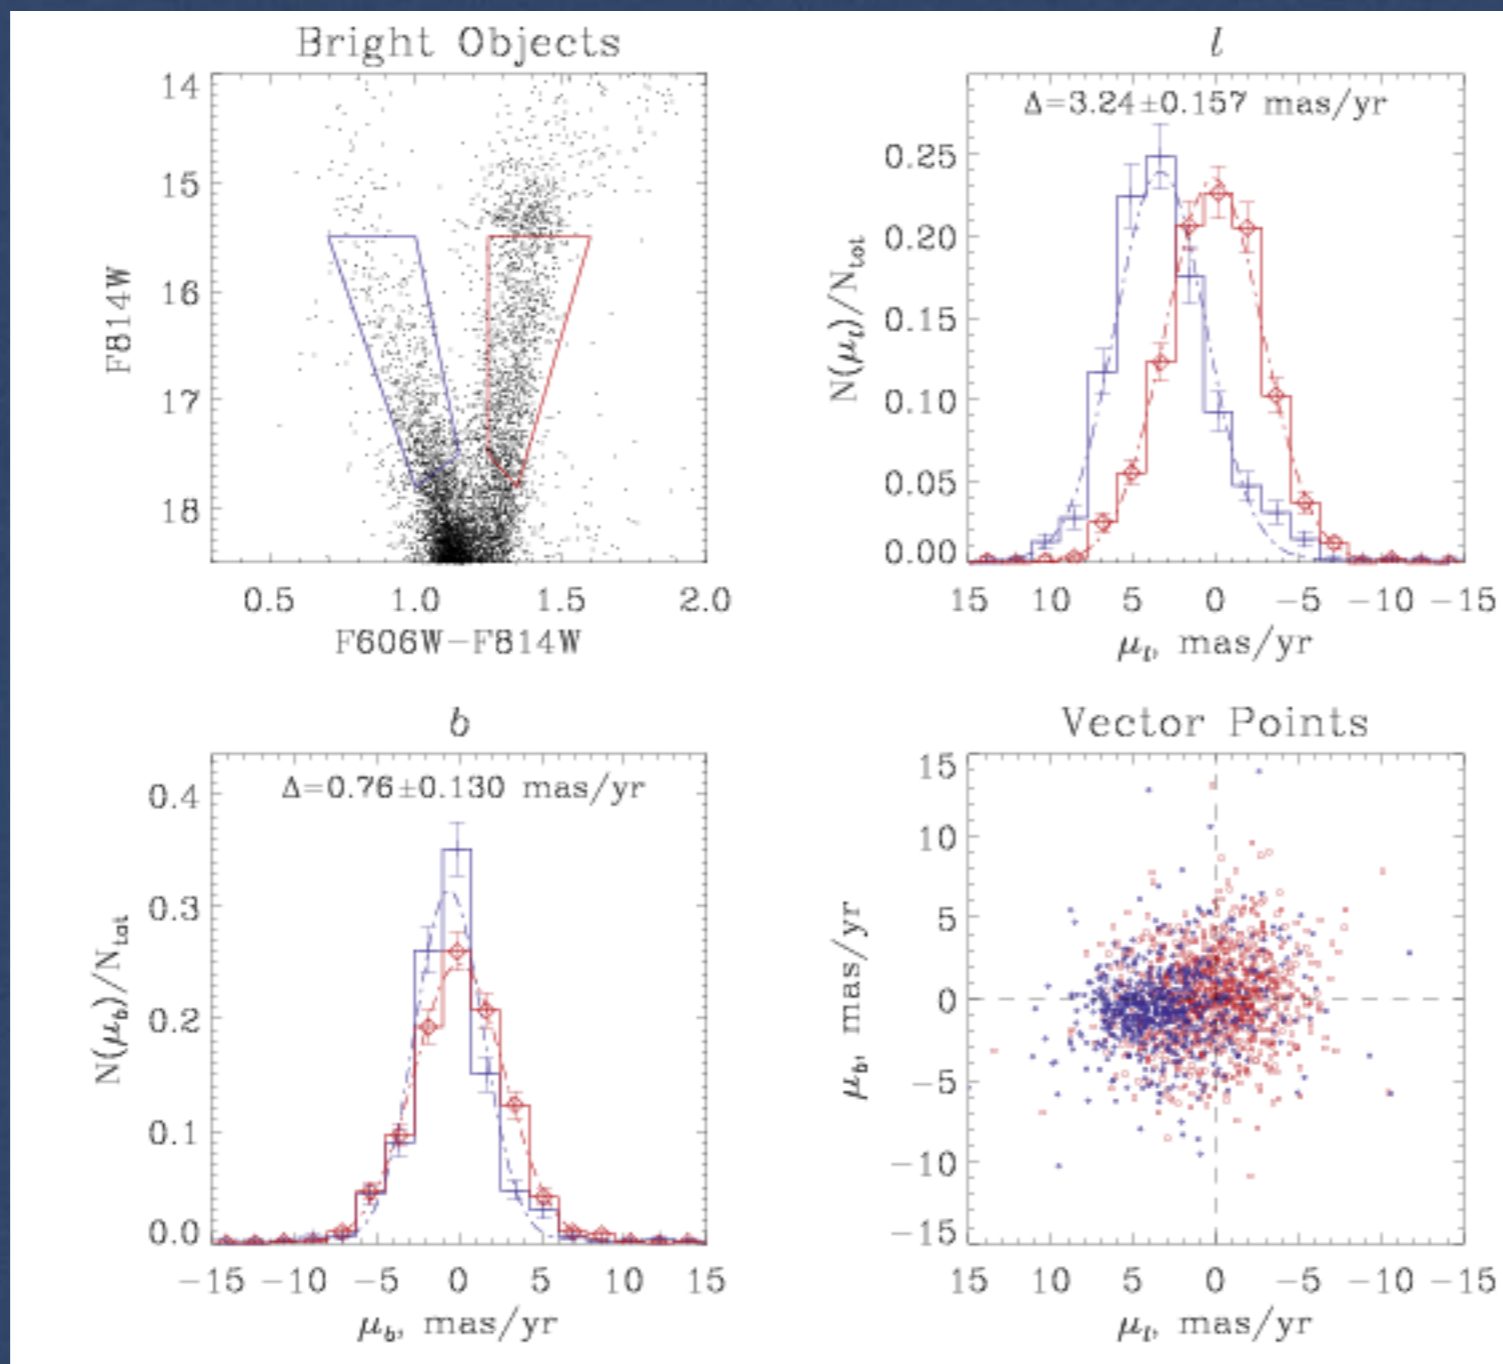 Bright Objects
14
15
16
17
18
F814W
0.5 1.0 1.5 2.0
F606W−F814W
l
Δ=3.24±0.157 mas/yr
0.25
0.20
0.15
0.10
0.05
0.00
N(μl)/Ntot
15 10 5 0 −5 −10 −15
μl, mas/yr
b
Δ=0.76±0.130 mas/yr
0.4
0.3
0.2
0.1
0.0
N(μb)/Ntot
−15 −10 −5 0 5 10 15
μb, mas/yr
Vector Points
15
10
5
0
−5
−10
−15
μb, mas/yr
15 10 5 0 −5 −10 −15
μl, mas/yr